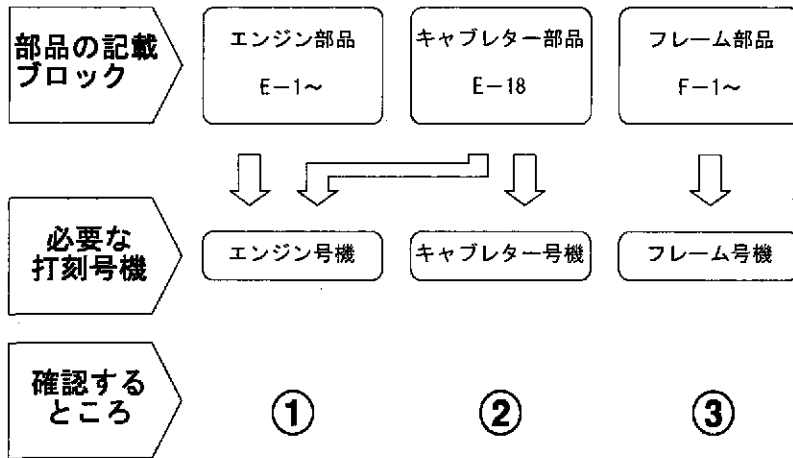 部品の記載
ブロック
エンジン部品
E－1～
キャブレター部品
E－18
フレーム部品
F－1～
必要な
打刻号機
エンジン号機
キャブレター号機
フレーム号機
確認する
ところ
①
②
③